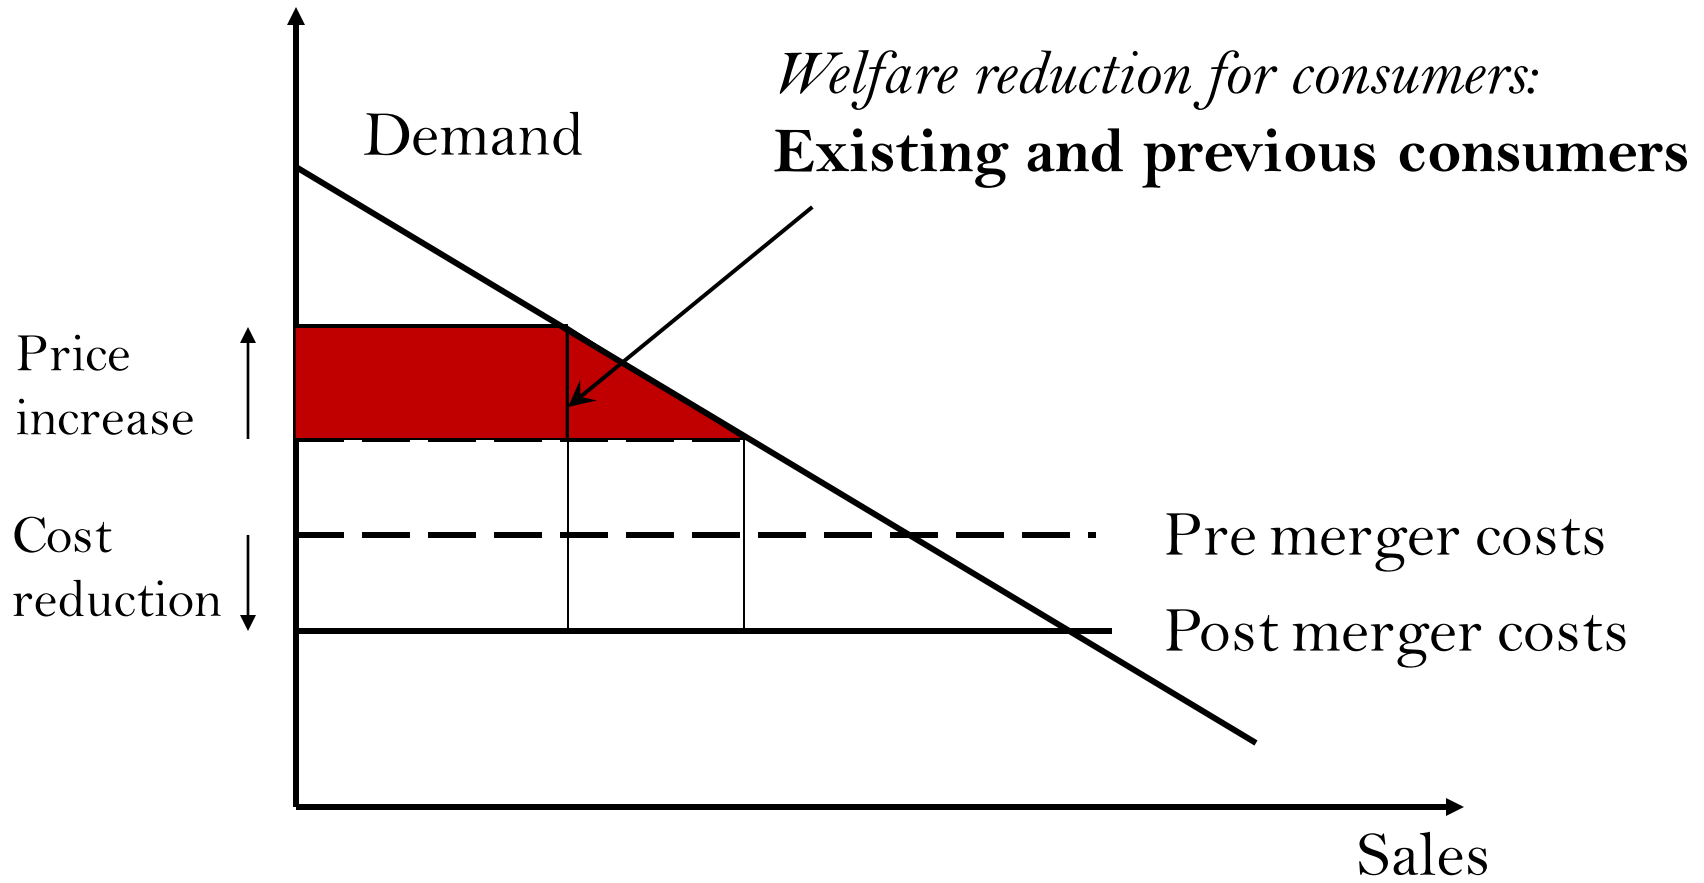 Welfare reduction for consumers:
Existing and previous consumers
Demand
Price
increase
Cost
reduction
Pre merger costs
Post merger costs
Sales